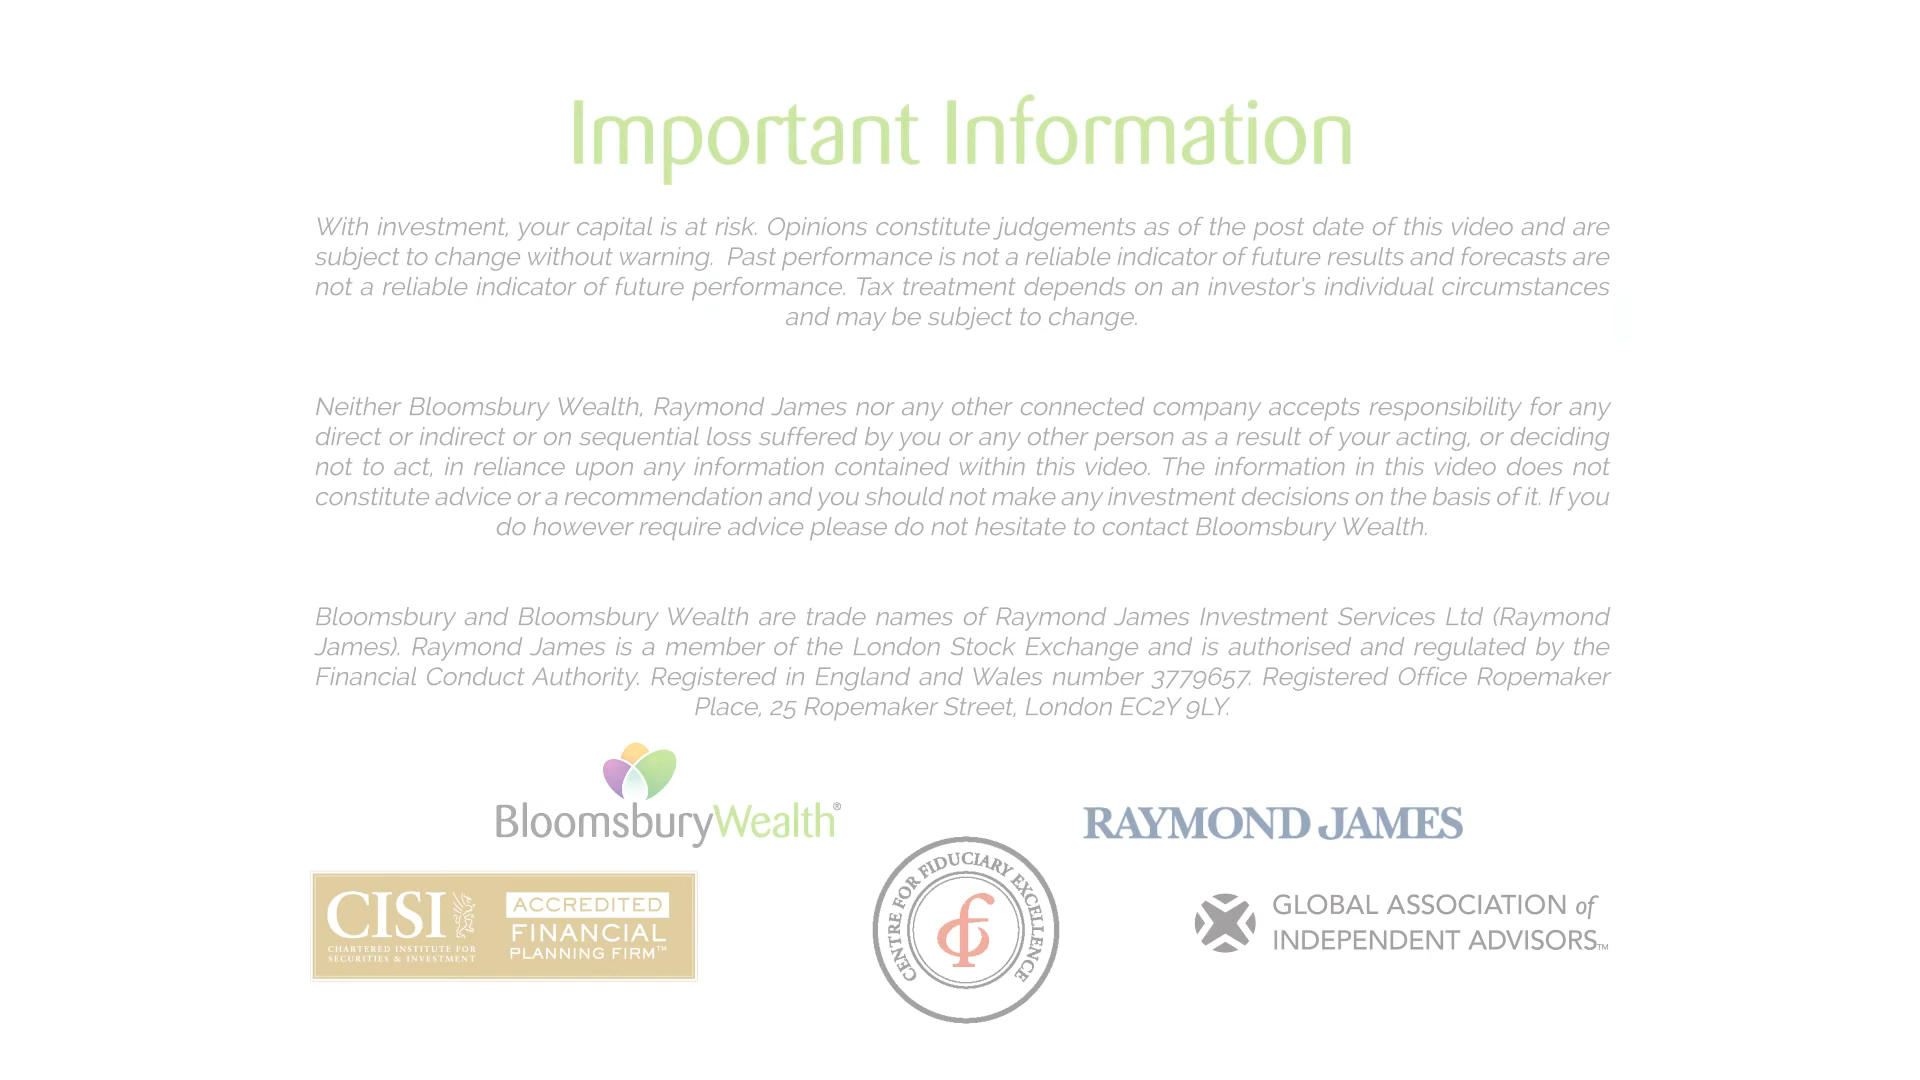 Important Information
With investment, your capital is at risk. Opinions constitute judgements as of the post date of this video and are
subject to change without warning. Past performance is not a reliable indicator of future results and forecasts are
not a reliable indicator of future performance. Tax treatment depends on an investor's individual circumstances
and may be subject to change.
Neither Bloomsbury Wealth, Raymond James nor any other connected company accepts responsibility for any
direct or indirect or on sequential loss suffered by you or any other person as a result of your acting, or deciding
not to act, in reliance upon any information contained within this video. The information in this video does not
constitute advice or a recommendation and you should not make any investment decisions on the basis of it. If you
do however require advice please do not hesitate to contact Bloomsbury Wealth.
Bloomsbury and Bloomsbury Wealth are trade names of Raymond James Investment Services Ltd (Raymond
James). Raymond James is a member of the London Stock Exchange and is authorised and regulated by the
Financial Conduct Authority. Registered in England and Wales number 3779657. Registered Office Ropemaker
Place, 25 Ropemaker Street, London EC2Y 9LY.
BloomsburyWealth®
RAYMOND JAMES
CISI
CHARTERED INSTITUTE FOR
SECURITIES & INVESTMENT
ACCREDITED
FINANCIAL
PLANNING FIRM™
CENTRE FOR FIDUCIARY EXCELLENCE
GLOBAL ASSOCIATION of
INDEPENDENT ADVISORS™